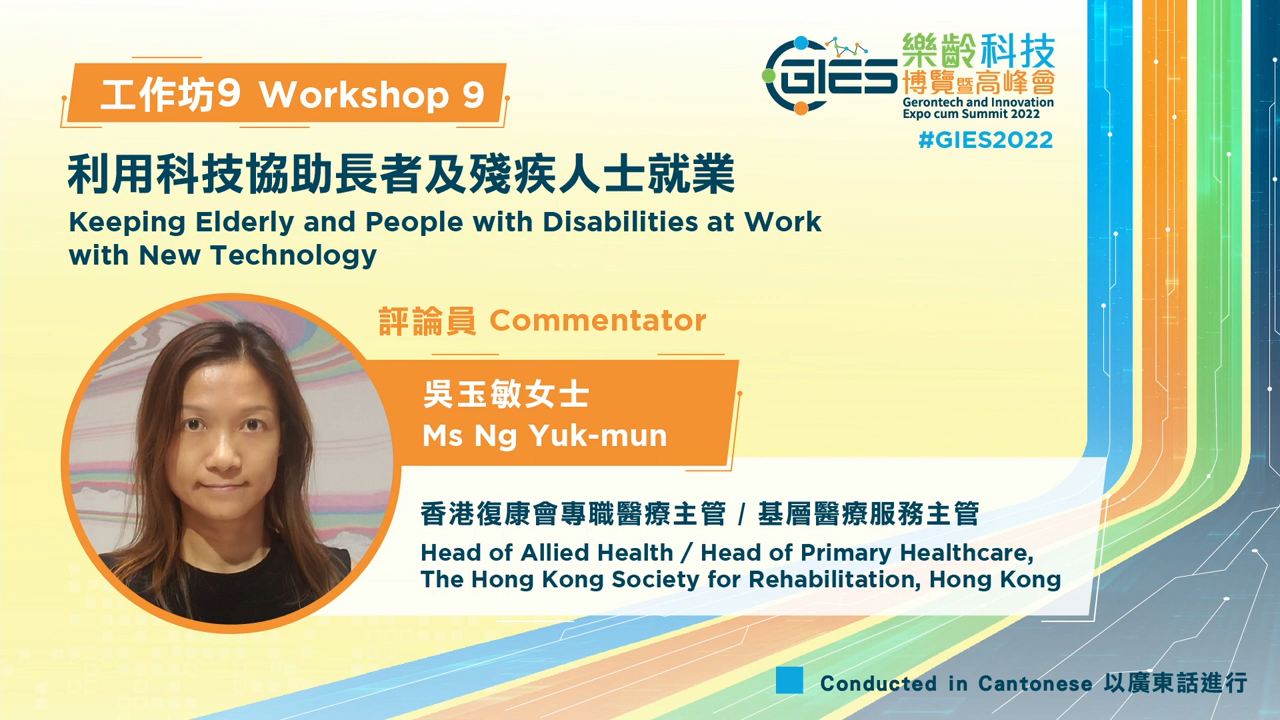 工作坊9 Workshop 9
GIES
樂齡科技
博覽暨高峰會
Gerontech and Innovation
Expo cum Summit 2022
#GIES2022
利用科技協助長者及殘疾人士就業
Keeping Elderly and People with Disabilities at Work
with New Technology
評論員 Commentator
吳玉敏女士
Ms Ng Yuk-mun
香港復康會專職醫療主管 / 基層醫療服務主管
Head of Allied Health / Head of Primary Healthcare,
The Hong Kong Society for Rehabilitation, Hong Kong
Conducted in Cantonese 以廣東話進行